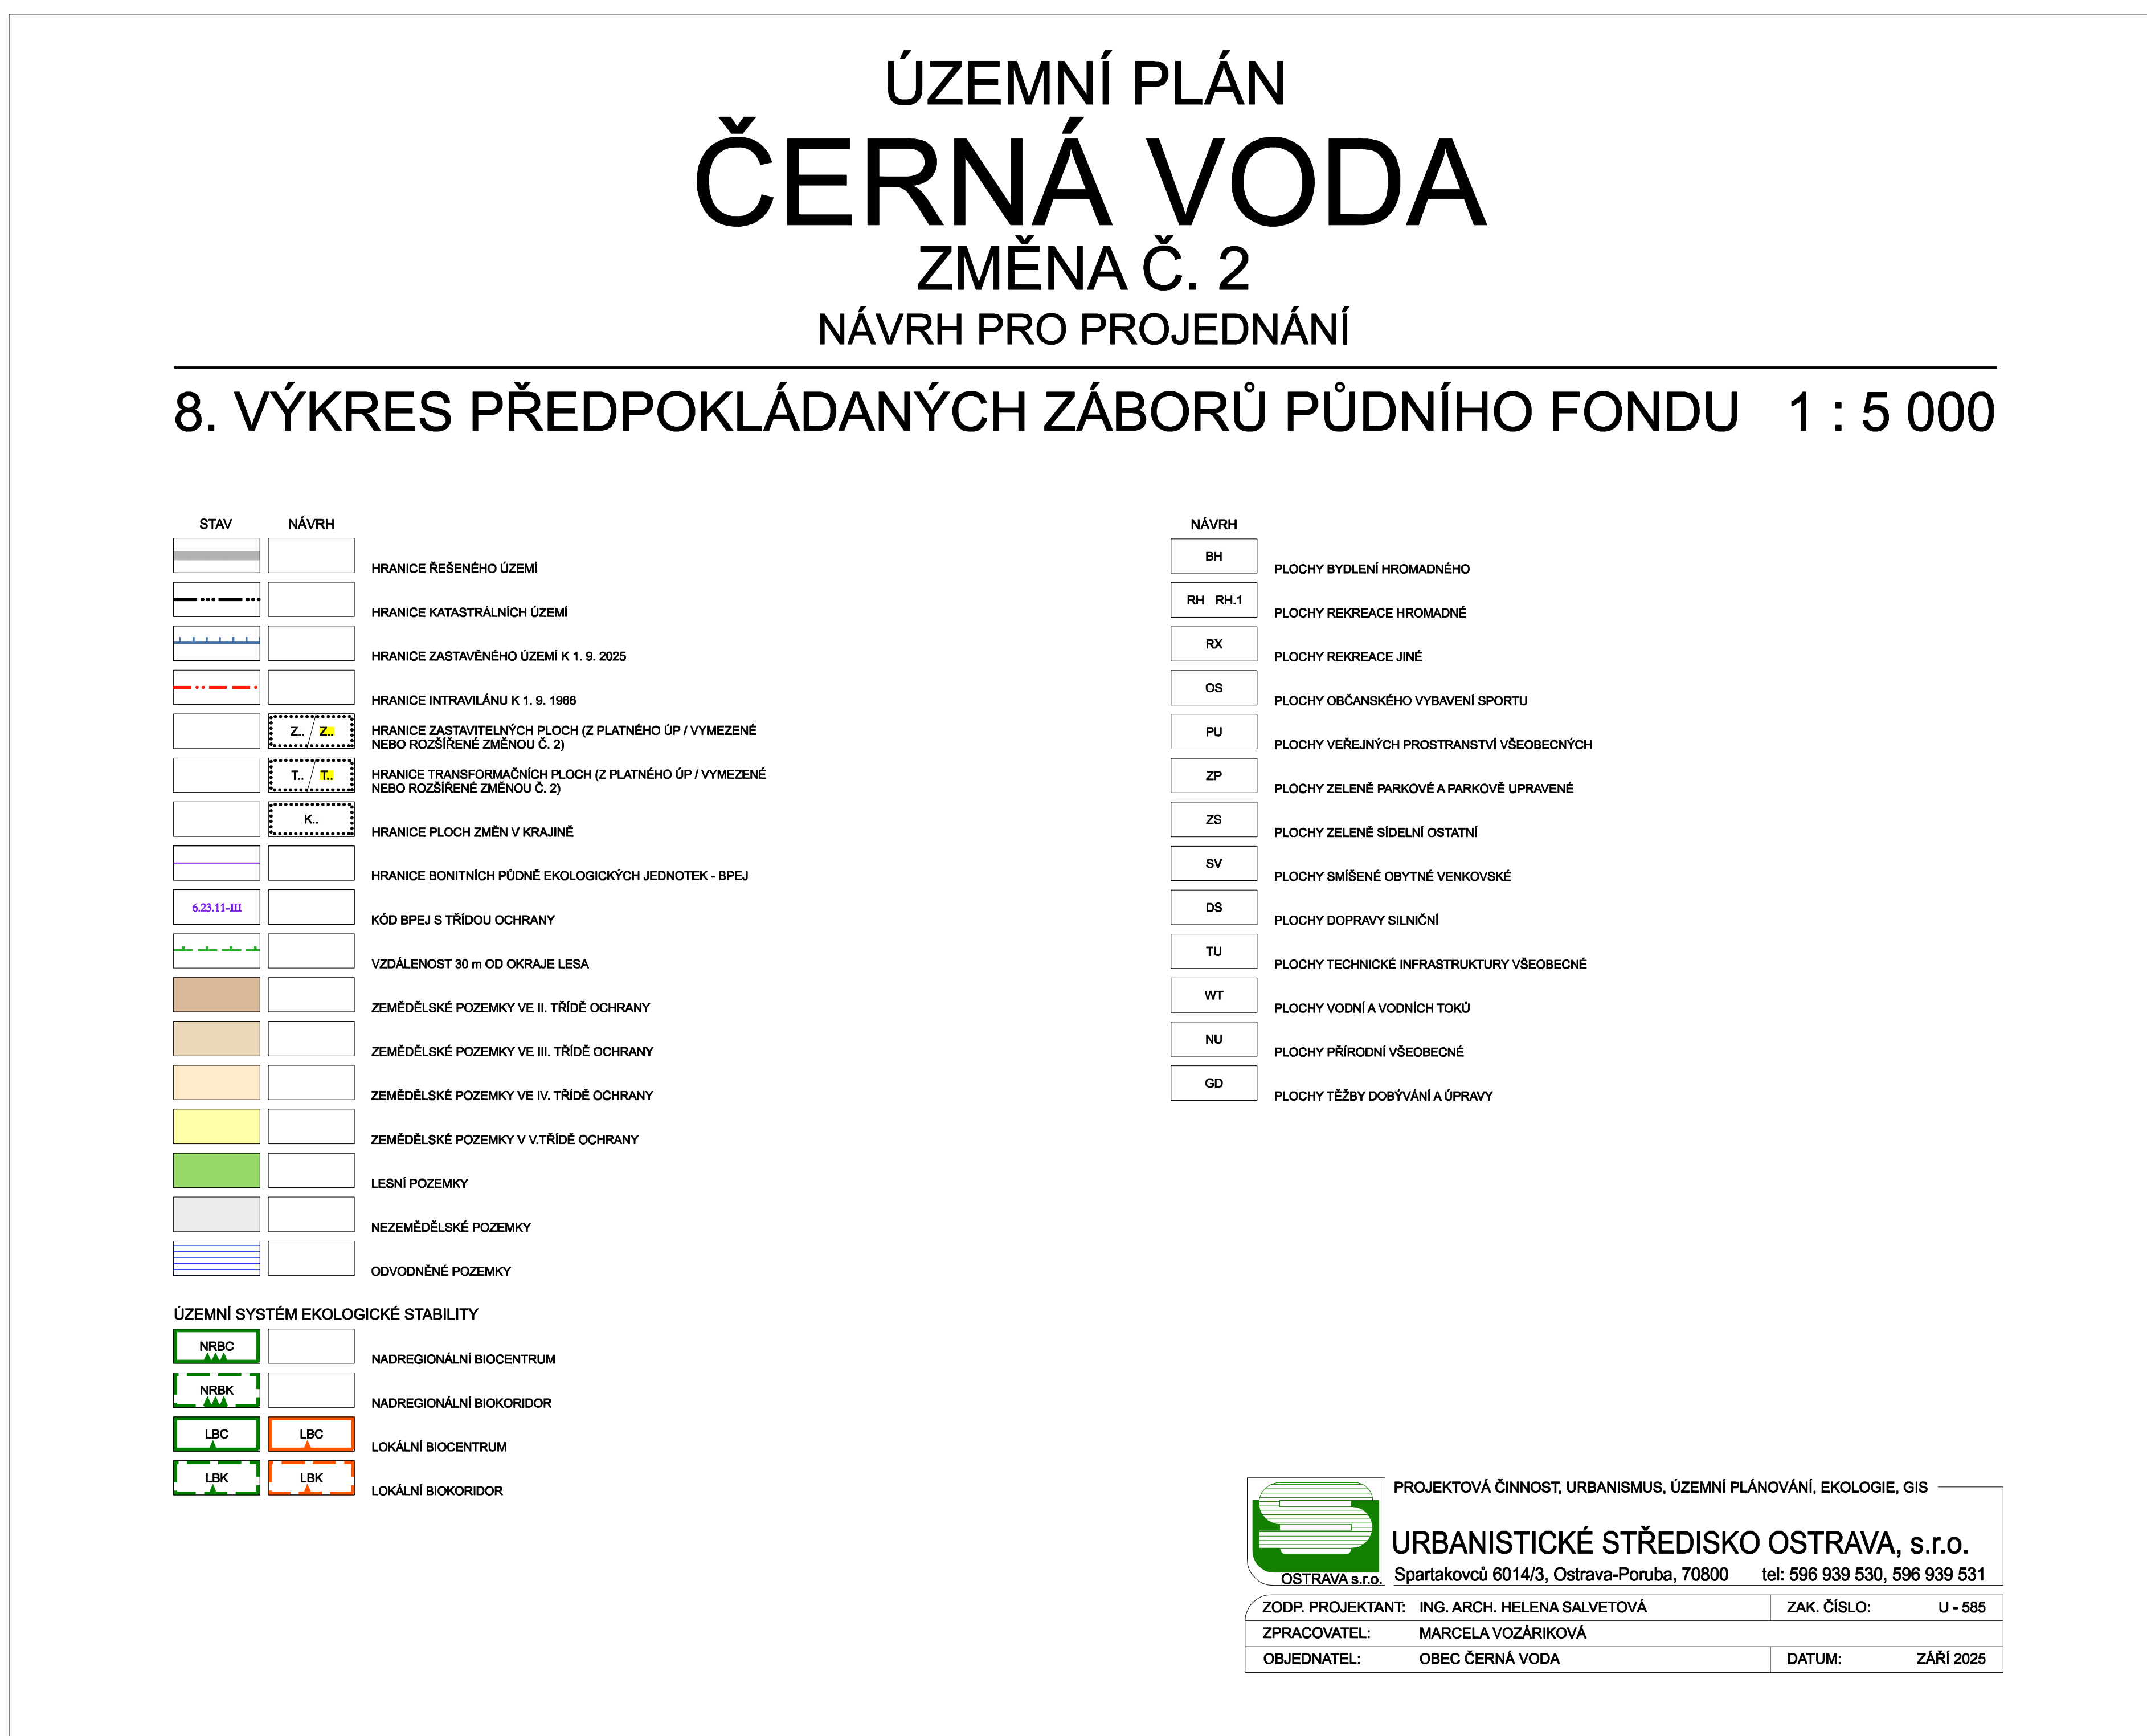 ÚZEMNÍ PLÁN
ČERNÁ VODA
ZMĚNA Č. 2
NÁVRH PRO PROJEDNÁNÍ
8. VÝKRES PŘEDPOKLÁDANÝCH ZÁBORŮ PŮDNÍHO FONDU 1 : 5 000
STAV NÁVRH
HRANICE ŘEŠENÉHO ÚZEMÍ
HRANICE KATASTRÁLNÍCH ÚZEMÍ
HRANICE ZASTAVĚNÉHO ÚZEMÍ K 1. 9. 2025
HRANICE INTRAVILÁNU K 1. 9. 1966
Z.. / Z.. HRANICE ZASTAVITELNÝCH PLOCH (Z PLATNÉHO ÚP / VYMEZENÉ
NEBO ROZŠÍŘENÉ ZMĚNOU Č. 2)
T.. / T.. HRANICE TRANSFORMAČNÍCH PLOCH (Z PLATNÉHO ÚP / VYMEZENÉ
NEBO ROZŠÍŘENÉ ZMĚNOU Č. 2)
K.. HRANICE PLOCH ZMĚN V KRAJINĚ
HRANICE BONITNÍCH PŮDNĚ EKOLOGICKÝCH JEDNOTEK - BPEJ
6.23.11-III KÓD BPEJ S TŘÍDOU OCHRANY
VZDÁLENOST 30 m OD OKRAJE LESA
ZEMĚDĚLSKÉ POZEMKY VE II. TŘÍDĚ OCHRANY
ZEMĚDĚLSKÉ POZEMKY VE III. TŘÍDĚ OCHRANY
ZEMĚDĚLSKÉ POZEMKY VE IV. TŘÍDĚ OCHRANY
ZEMĚDĚLSKÉ POZEMKY V V.TŘÍDĚ OCHRANY
LESNÍ POZEMKY
NEZEMĚDĚLSKÉ POZEMKY
ODVODNĚNÉ POZEMKY
ÚZEMNÍ SYSTÉM EKOLOGICKÉ STABILITY
NRBC NADREGIONÁLNÍ BIOCENTRUM
NRBK NADREGIONÁLNÍ BIOKORIDOR
LBC LBC LOKÁLNÍ BIOCENTRUM
LBK LBK LOKÁLNÍ BIOKORIDOR
NÁVRH
BH PLOCHY BYDLENÍ HROMADNÉHO
RH RH.1 PLOCHY REKREACE HROMADNÉ
RX PLOCHY REKREACE JINÉ
OS PLOCHY OBČANSKÉHO VYBAVENÍ SPORTU
PU PLOCHY VEŘEJNÝCH PROSTRANSTVÍ VŠEOBECNÝCH
ZP PLOCHY ZELENĚ PARKOVÉ A PARKOVĚ UPRAVENÉ
ZS PLOCHY ZELENĚ SÍDELNÍ OSTATNÍ
SV PLOCHY SMÍŠENÉ OBYTNÉ VENKOVSKÉ
DS PLOCHY DOPRAVY SILNIČNÍ
TU PLOCHY TECHNICKÉ INFRASTRUKTURY VŠEOBECNÉ
WT PLOCHY VODNÍ A VODNÍCH TOKŮ
NU PLOCHY PŘÍRODNÍ VŠEOBECNÉ
GD PLOCHY TĚŽBY DOBÝVÁNÍ A ÚPRAVY
PROJEKTOVÁ ČINNOST, URBANISMUS, ÚZEMNÍ PLÁNOVÁNÍ, EKOLOGIE, GIS
URBANISTICKÉ STŘEDISKO OSTRAVA, s.r.o.
OSTRAVA s.r.o. Spartakovců 6014/3, Ostrava-Poruba, 70800 tel: 596 939 530, 596 939 531
ZODP. PROJEKTANT: ING. ARCH. HELENA SALVETOVÁ ZAK. ČÍSLO: U - 585
ZPRACOVATEL: MARCELA VOZÁRIKOVÁ
OBJEDNATEL: OBEC ČERNÁ VODA DATUM: ZÁŘÍ 2025